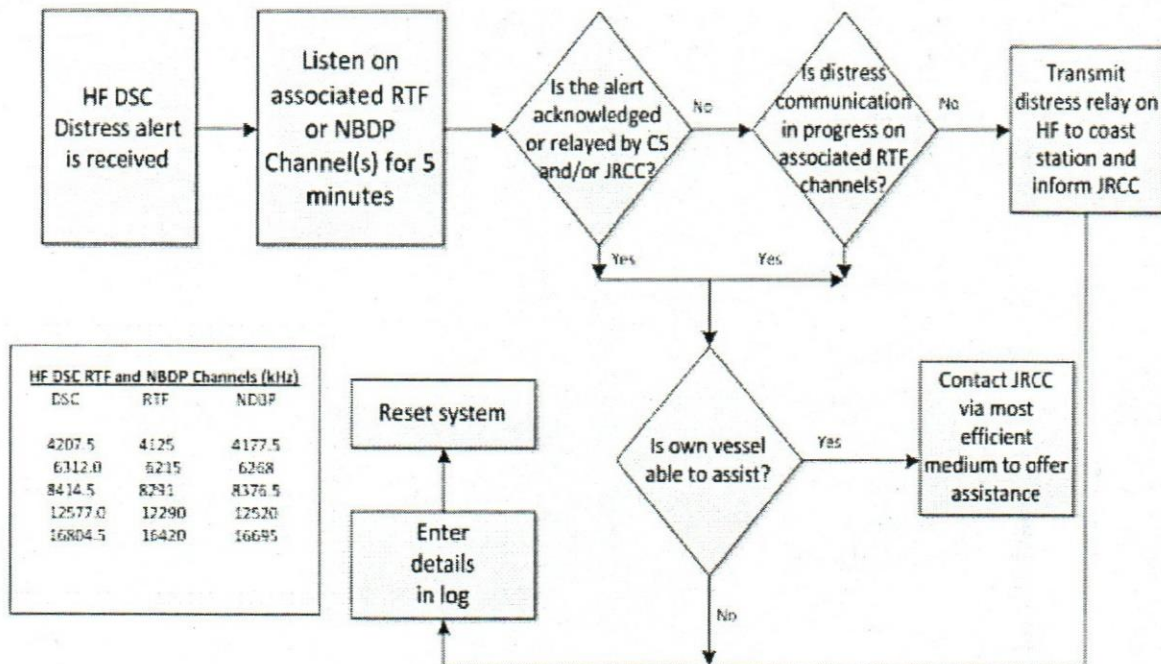 HF DSC
Distress alert
is received
Listen on
associated RTF
or NBDP
Channel(s) for 5
minutes
Is the alert
acknowledged
or relayed by CS
and/or JRCC?
No
Is distress
communication
in progress on
associated RTF
channels?
No
Transmit
distress relay on
HF to coast
station and
inform JRCC
Yes
Yes
HF DSC RTF and NBDP Channels (kHz)
DSC RTF NDBP
4207.5 4125 4177.5
6312.0 6215 6268
8414.5 8291 8376.5
12577.0 12290 12520
16804.5 16420 16695
Reset system
Enter
details
in log
Is own vessel
able to assist?
Yes
Contact JRCC
via most
efficient
medium to offer
assistance
No